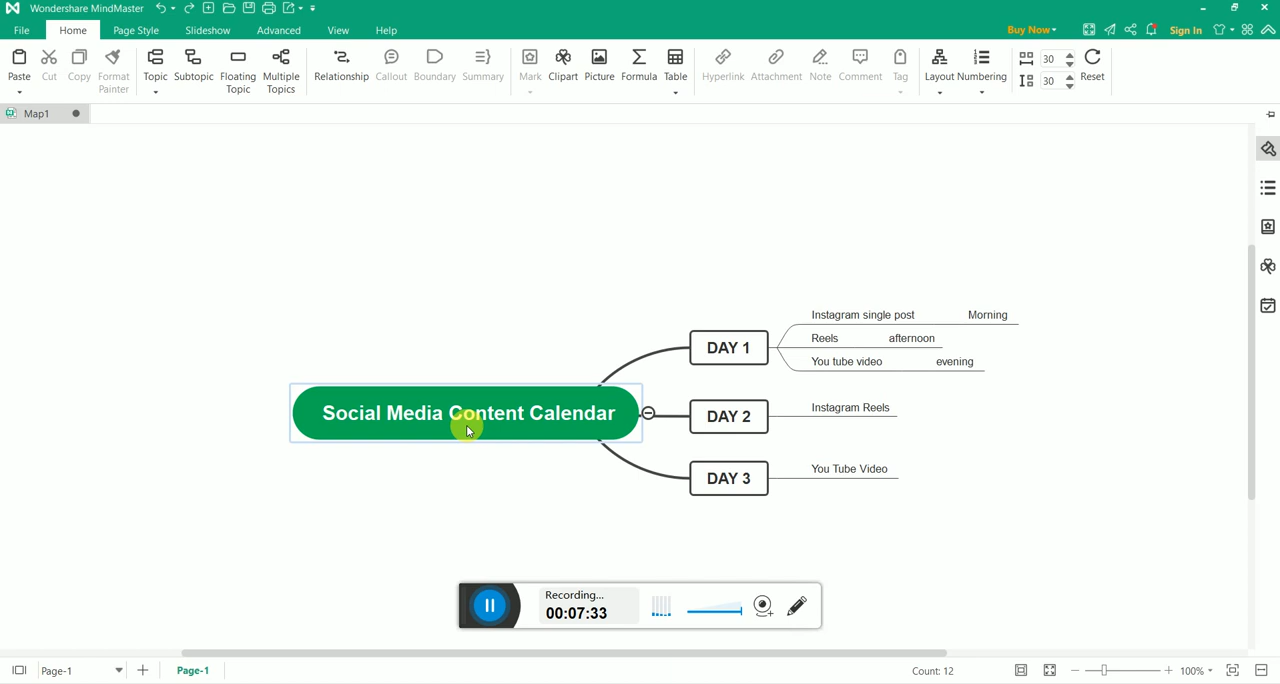 Wondershare MindMaster
File Home Page Style Slideshow Advanced View Help Buy Now Sign In
Paste Cut Copy Format Painter Topic Subtopic Floating Topic Multiple Topics Relationship Callout Boundary Summary Mark Clipart Picture Formula Table Hyperlink Attachment Note Comment Tag Layout Numbering 30 30 Reset
Map1
Instagram single post Morning
DAY 1 Reels afternoon
You tube video evening
Social Media Content Calendar
DAY 2 Instagram Reels
DAY 3 You Tube Video
Recording...
00:07:33
Page-1 Page-1 Count: 12 100%